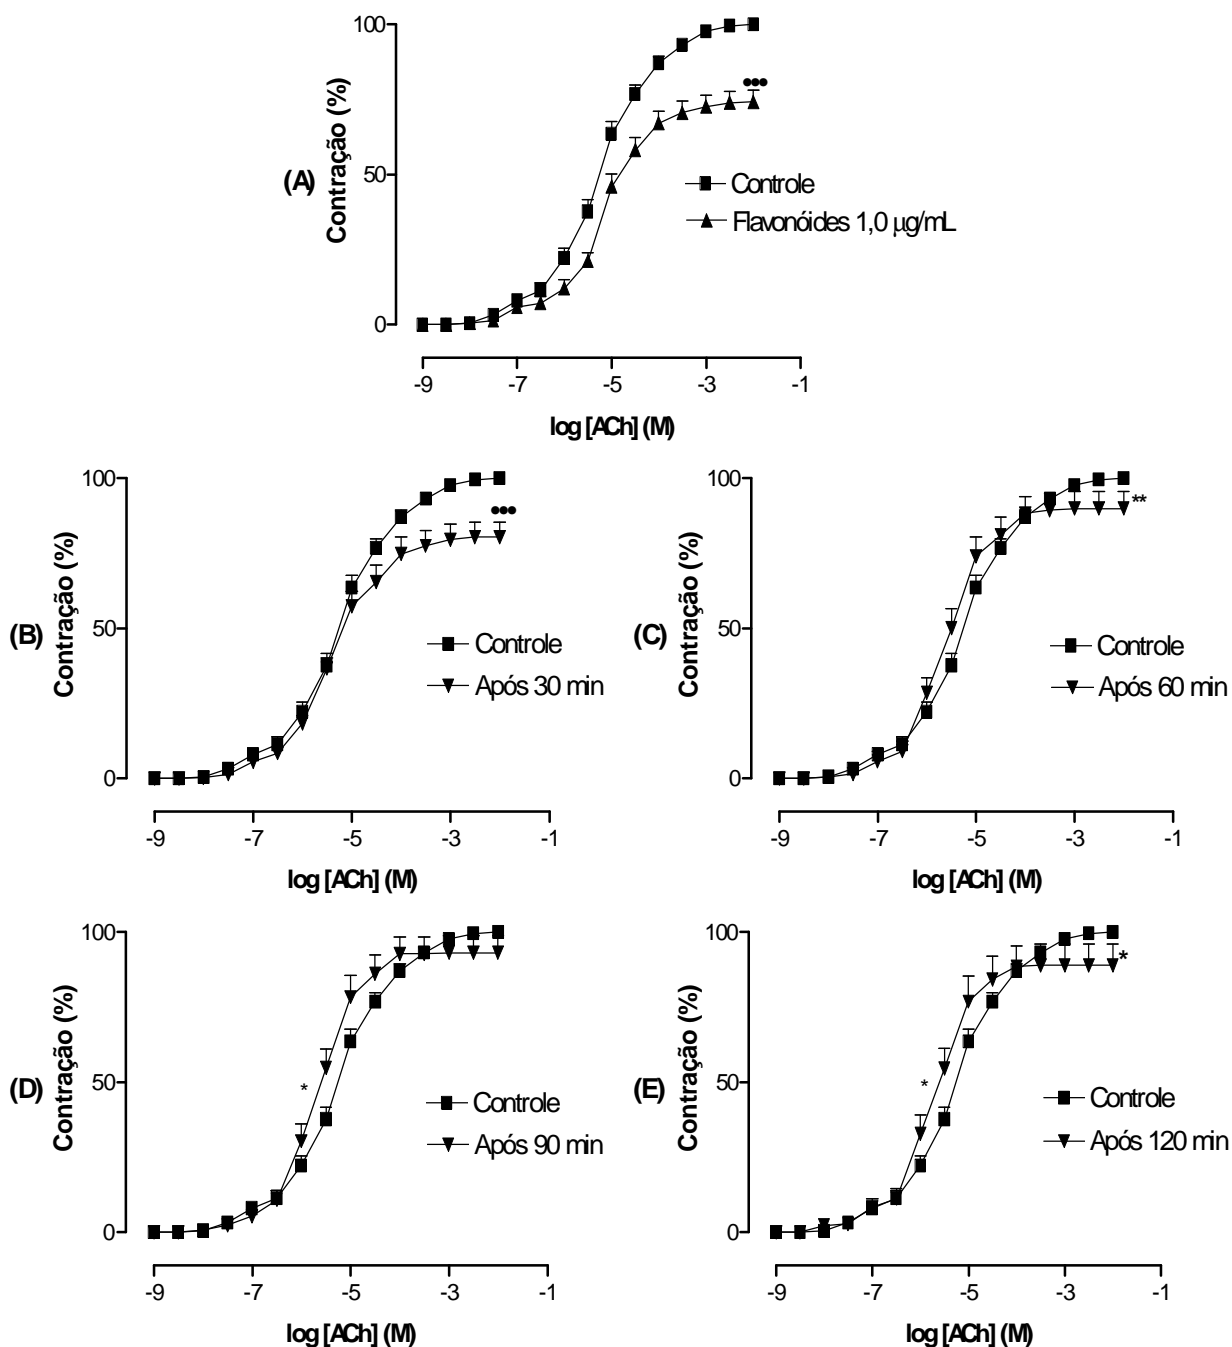 100
50
0
Contração (%)
(A)
Controle
Flavonóides 1,0 µg/mL
•••
-9 -7 -5 -3 -1
log [ACh] (M)
100
50
0
Contração (%)
(B)
Controle
Após 30 min
•••
-9 -7 -5 -3 -1
log [ACh] (M)
100
50
0
Contração (%)
(C)
Controle
Após 60 min
**
-9 -7 -5 -3 -1
log [ACh] (M)
100
50
0
Contração (%)
(D)
*
Controle
Após 90 min
-9 -7 -5 -3 -1
log [ACh] (M)
100
50
0
Contração (%)
(E)
*
*
Controle
Após 120 min
-9 -7 -5 -3 -1
log [ACh] (M)